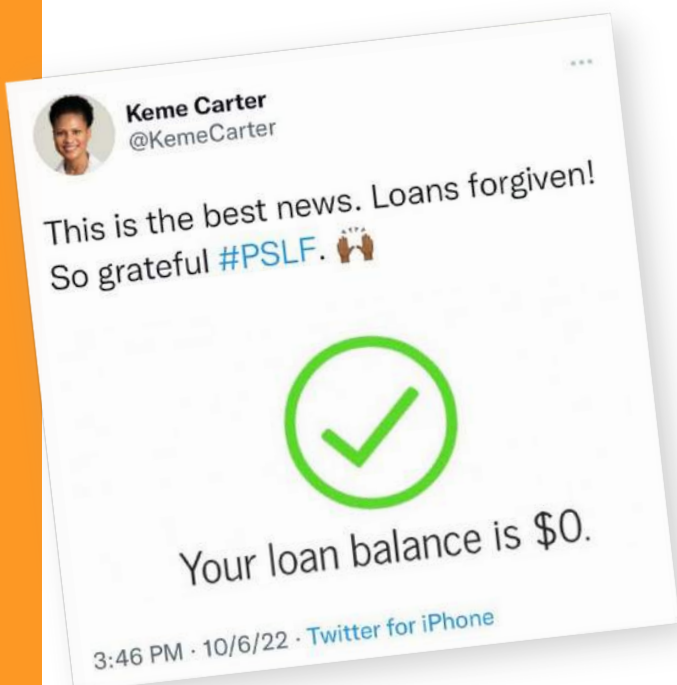 Keme Carter
@KemeCarter
This is the best news. Loans forgiven!
So grateful #PSLF. 🙌🏾
Your loan balance is $0.
3:46 PM · 10/6/22 · Twitter for iPhone